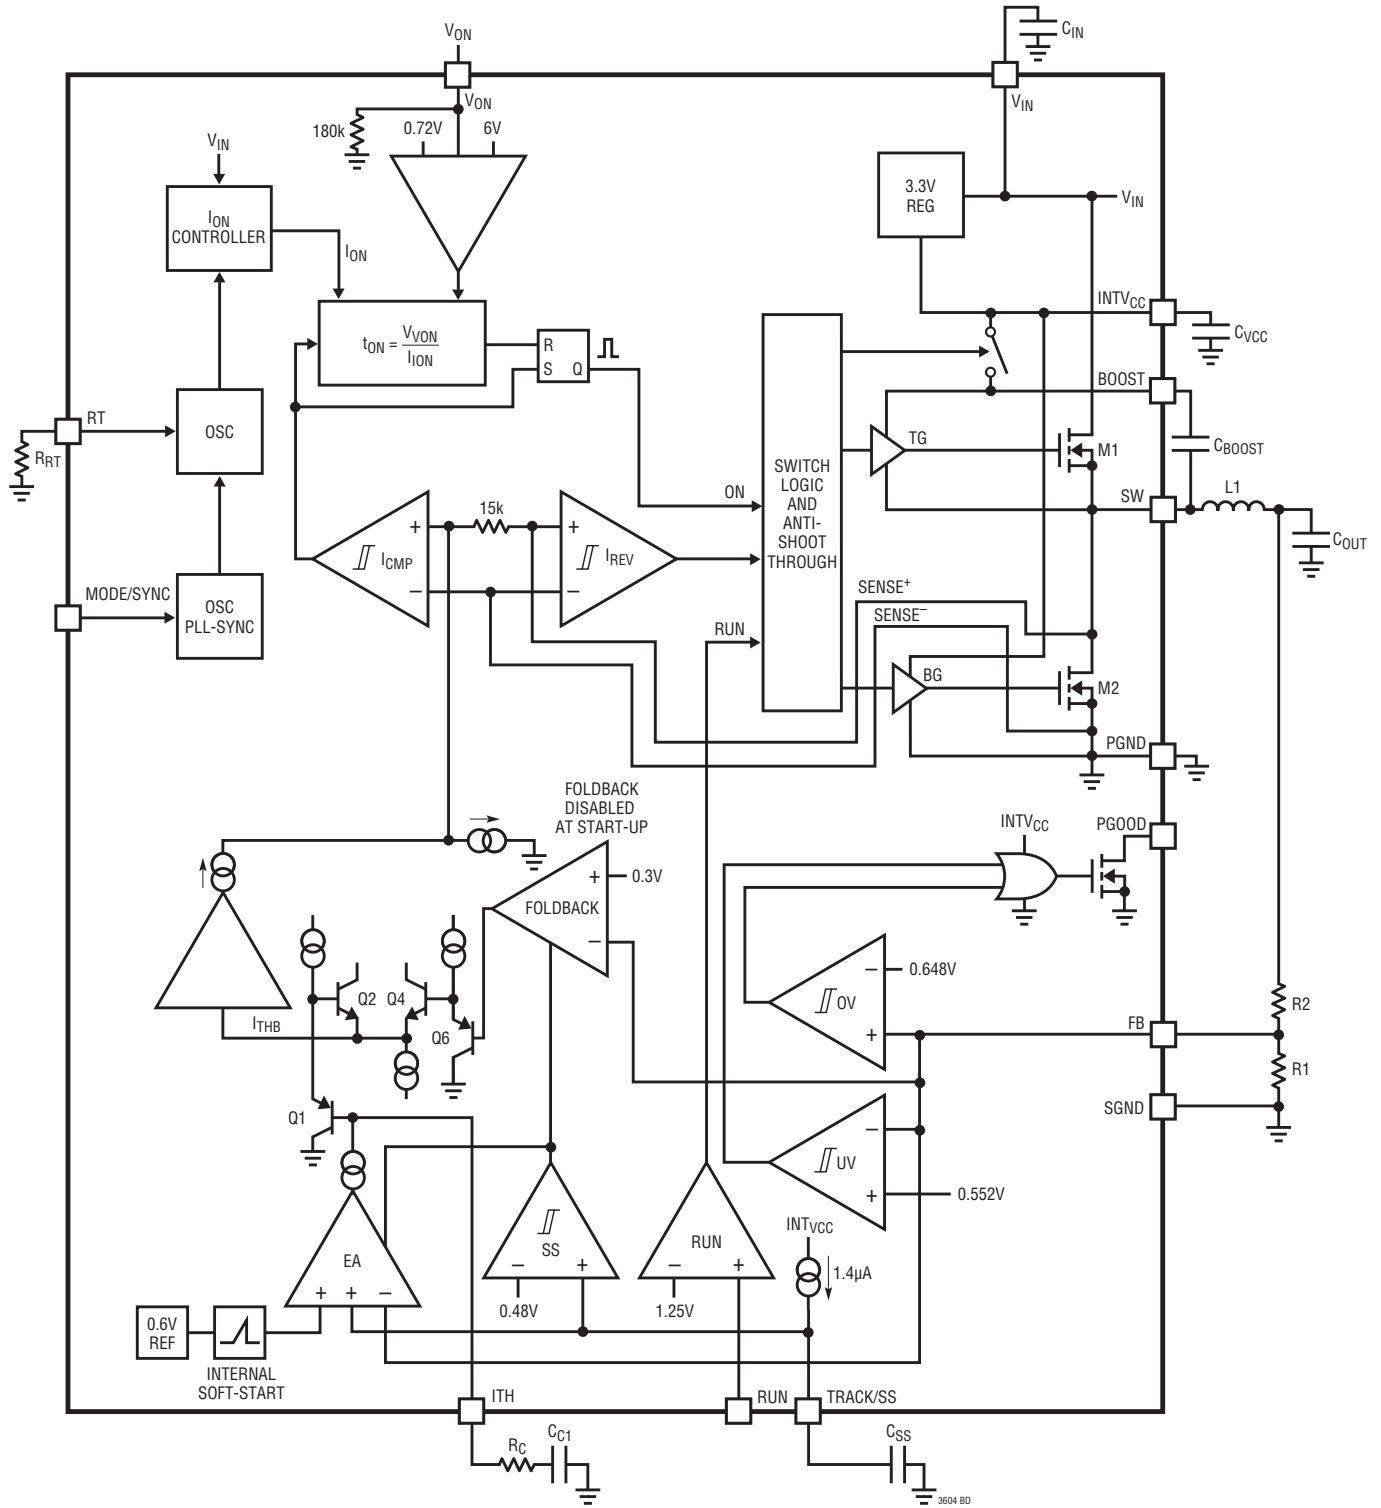 VON
CIN
VON
VIN
180k
0.72V
6V
VIN
3.3V
REG
VIN
ION
CONTROLLER
ION
INTVCC
CVCC
tON = VVON
IION
R
S Q
BOOST
RT
OSC
RRT
TG
M1
CBOOST
SWITCH
LOGIC
AND
ANTI-
SHOOT
THROUGH
L1
SW
ON
15k
+
+
COUT
ICMP
IREV
–
–
SENSE+
SENSE–
MODE/SYNC
OSC
PLL-SYNC
RUN
BG
M2
PGND
FOLDBACK
DISABLED
AT START-UP
INTVCC
PGOOD
+
0.3V
FOLDBACK
–
–
0.648V
Q2
Q4
OV
R2
ITHB
Q6
FB
+
R1
SGND
Q1
–
UV
+
0.552V
INTVCC
EA
SS
RUN
1.4µA
–
+
–
+
+
+
–
0.48V
1.25V
0.6V
REF
INTERNAL
SOFT-START
ITH
RUN
TRACK/SS
RC
CC1
CSS
3604 BD